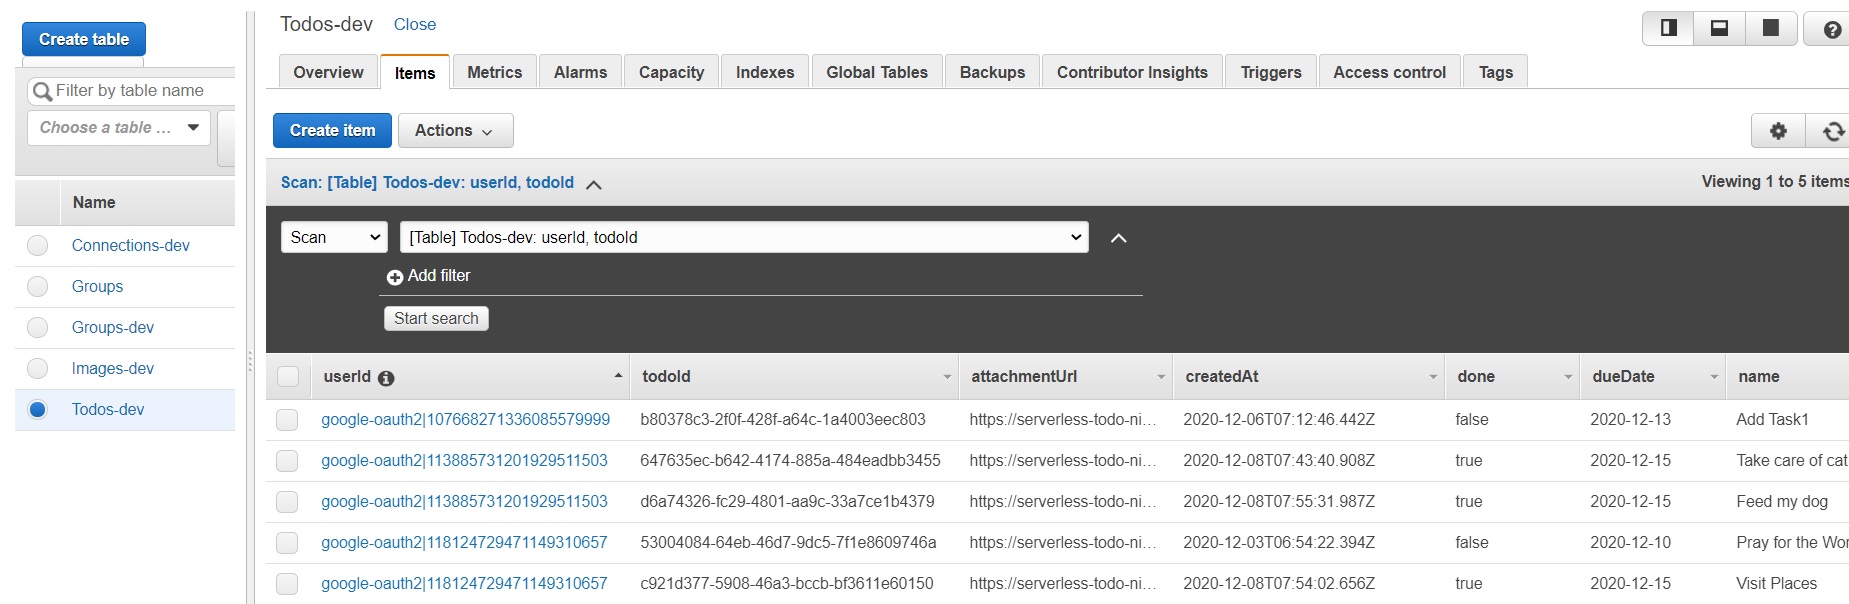 Create table
Filter by table name
Choose a table ...
Name
Connections-dev
Groups
Groups-dev
Images-dev
Todos-dev
Todos-dev Close
Overview Items Metrics Alarms Capacity Indexes Global Tables Backups Contributor Insights Triggers Access control Tags
Create item Actions
Scan: [Table] Todos-dev: userId, todoId Viewing 1 to 5 items
Scan [Table] Todos-dev: userId, todoId
Add filter
Start search
userId todoId attachmentUrl createdAt done dueDate name
google-oauth2|107668271336085579999 b80378c3-2f0f-428f-a64c-1a4003eec803 https://serverless-todo-ni... 2020-12-06T07:12:46.442Z false 2020-12-13 Add Task1
google-oauth2|113885731201929511503 647635ec-b642-4174-885a-484eadbb3455 https://serverless-todo-ni... 2020-12-08T07:43:40.908Z true 2020-12-15 Take care of cat
google-oauth2|113885731201929511503 d6a74326-fc29-4801-aa9c-33a7ce1b4379 https://serverless-todo-ni... 2020-12-08T07:55:31.987Z true 2020-12-15 Feed my dog
google-oauth2|118124729471149310657 53004084-64eb-46d7-9dc5-7f1e8609746a https://serverless-todo-ni... 2020-12-03T06:54:22.394Z false 2020-12-10 Pray for the Wor
google-oauth2|118124729471149310657 c921d377-5908-46a3-bccb-bf3611e60150 https://serverless-todo-ni... 2020-12-08T07:54:02.656Z true 2020-12-15 Visit Places